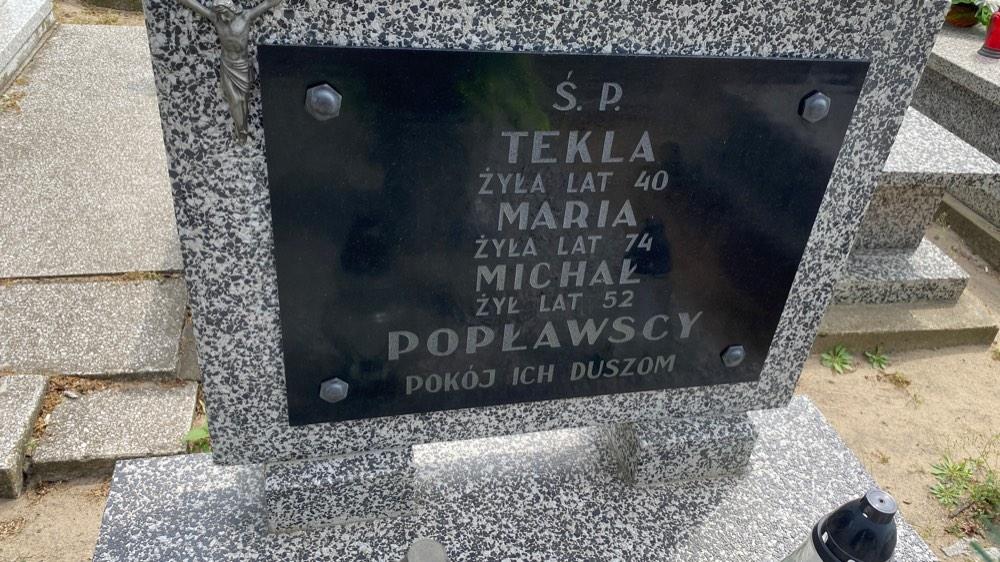 Ś. P.
TEKLA
ŻYŁA LAT 40
MARIA
ŻYŁA LAT 74
MICHAŁ
ŻYŁ LAT 52
POPŁAWSCY
POKÓJ ICH DUSZOM